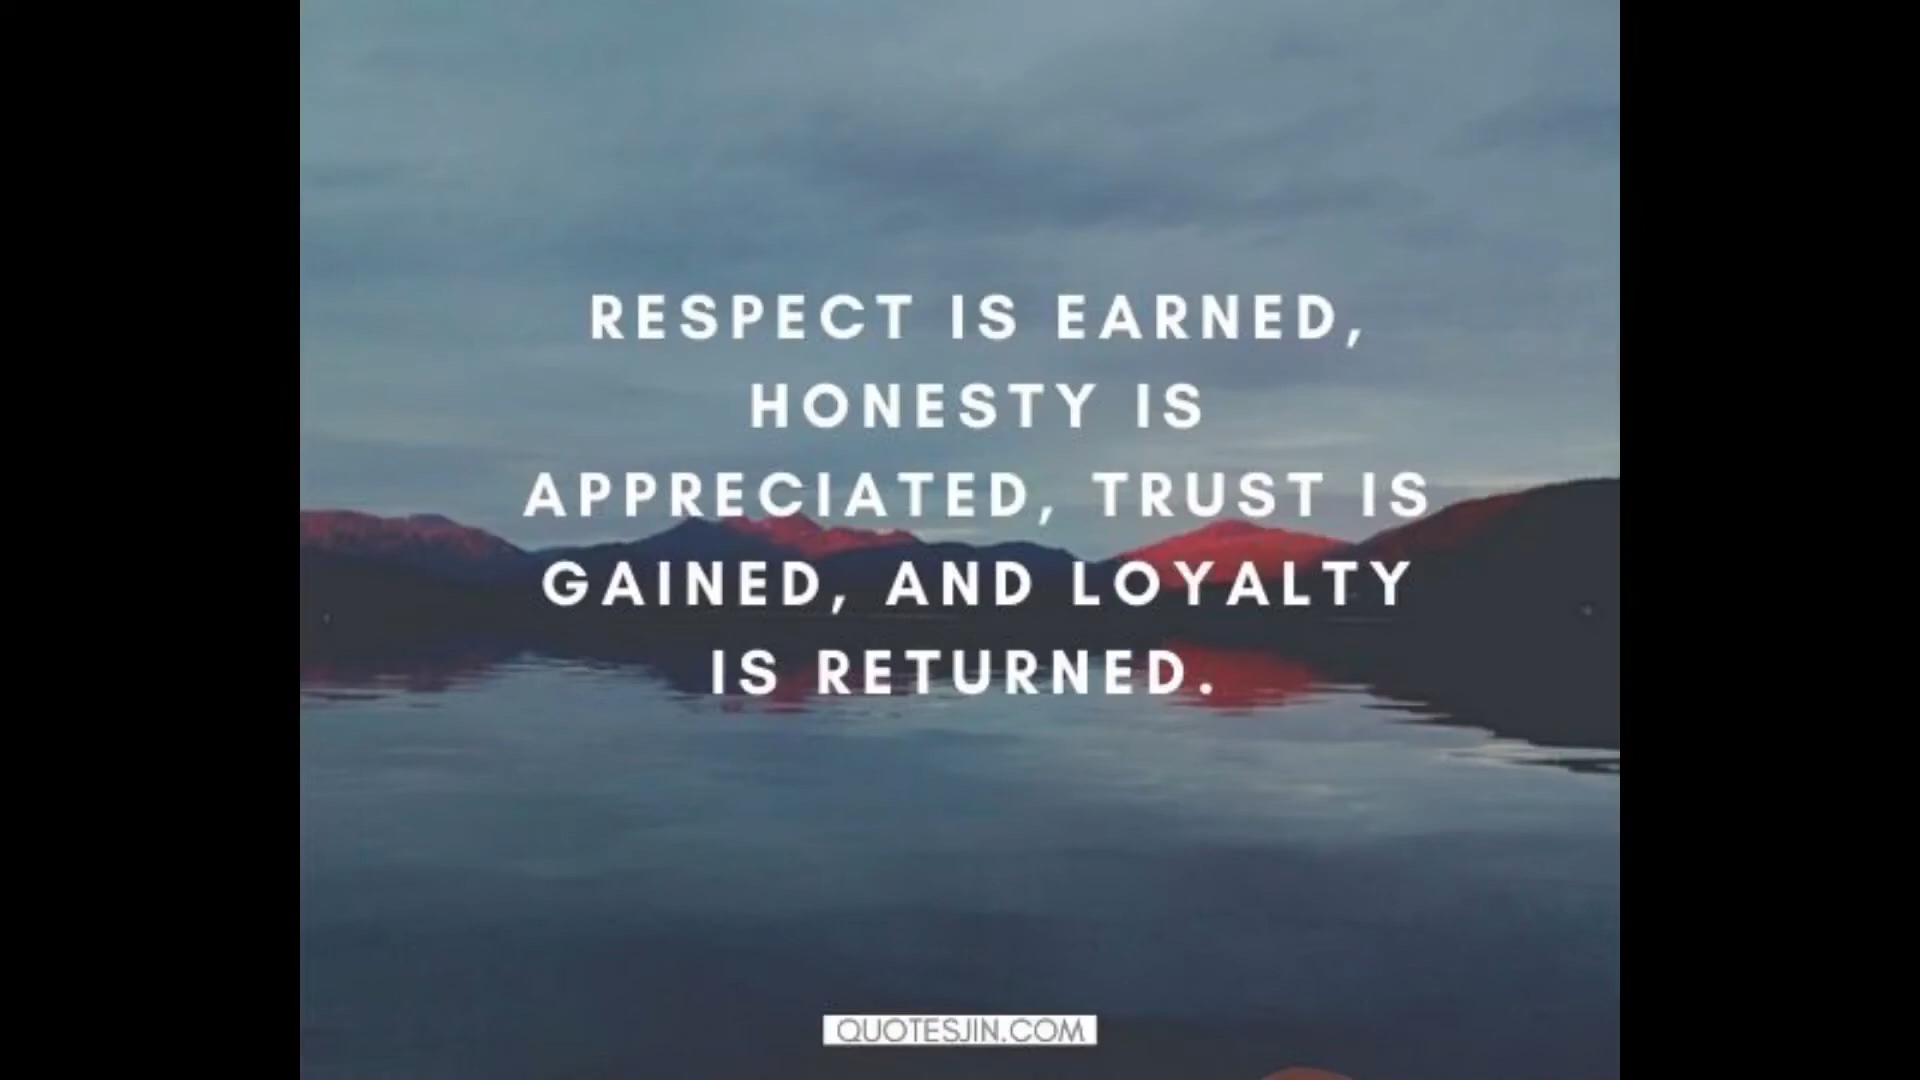 RESPECT IS EARNED,
HONESTY IS
APPRECIATED, TRUST IS
GAINED, AND LOYALTY
IS RETURNED.
QUOTESJIN.COM